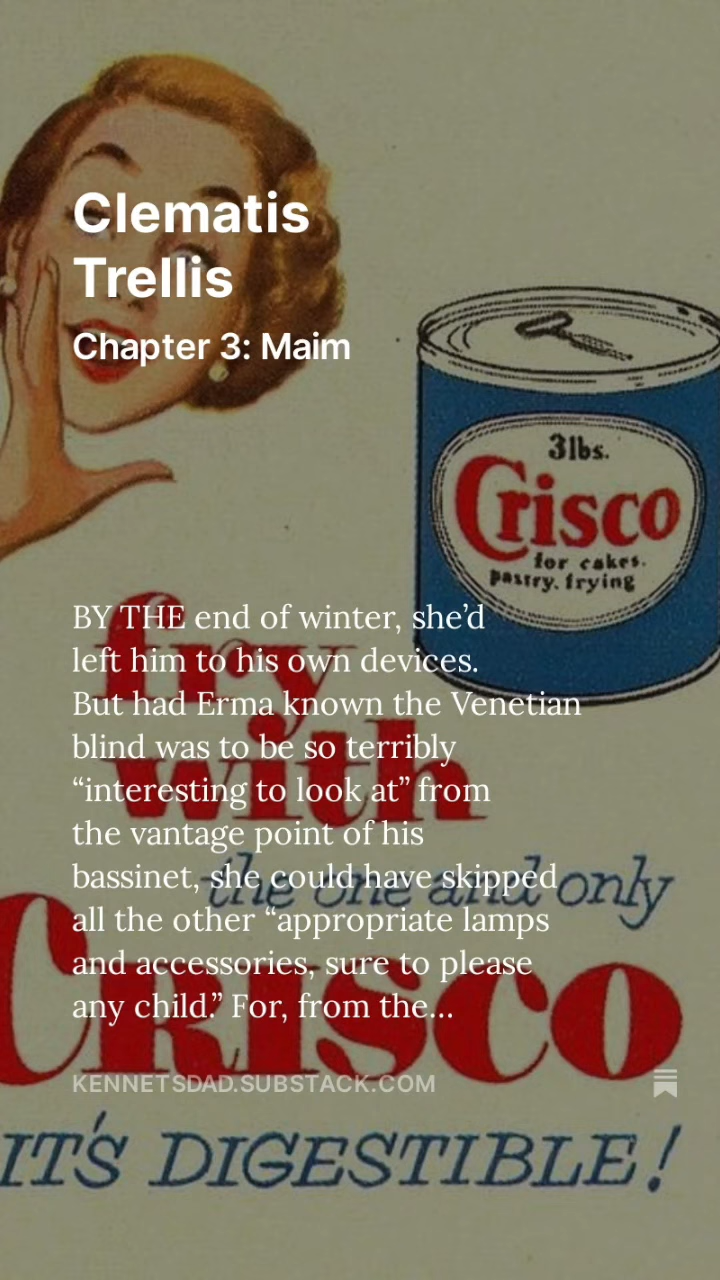 Clematis
Trellis
Chapter 3: Maim
3lbs.
Crisco
for cakes.
pastry. frying
BY THE end of winter, she’d
left him to his own devices.
But had Erma known the Venetian
blind was to be so terribly
“interesting to look at” from
the vantage point of his
bassinet, she could have skipped
all the other “appropriate lamps
and accessories, sure to please
any child.” For, from the…
fry
with
the one and only
CRISCO
KENNETSDAD.SUBSTACK.COM
IT'S DIGESTIBLE!